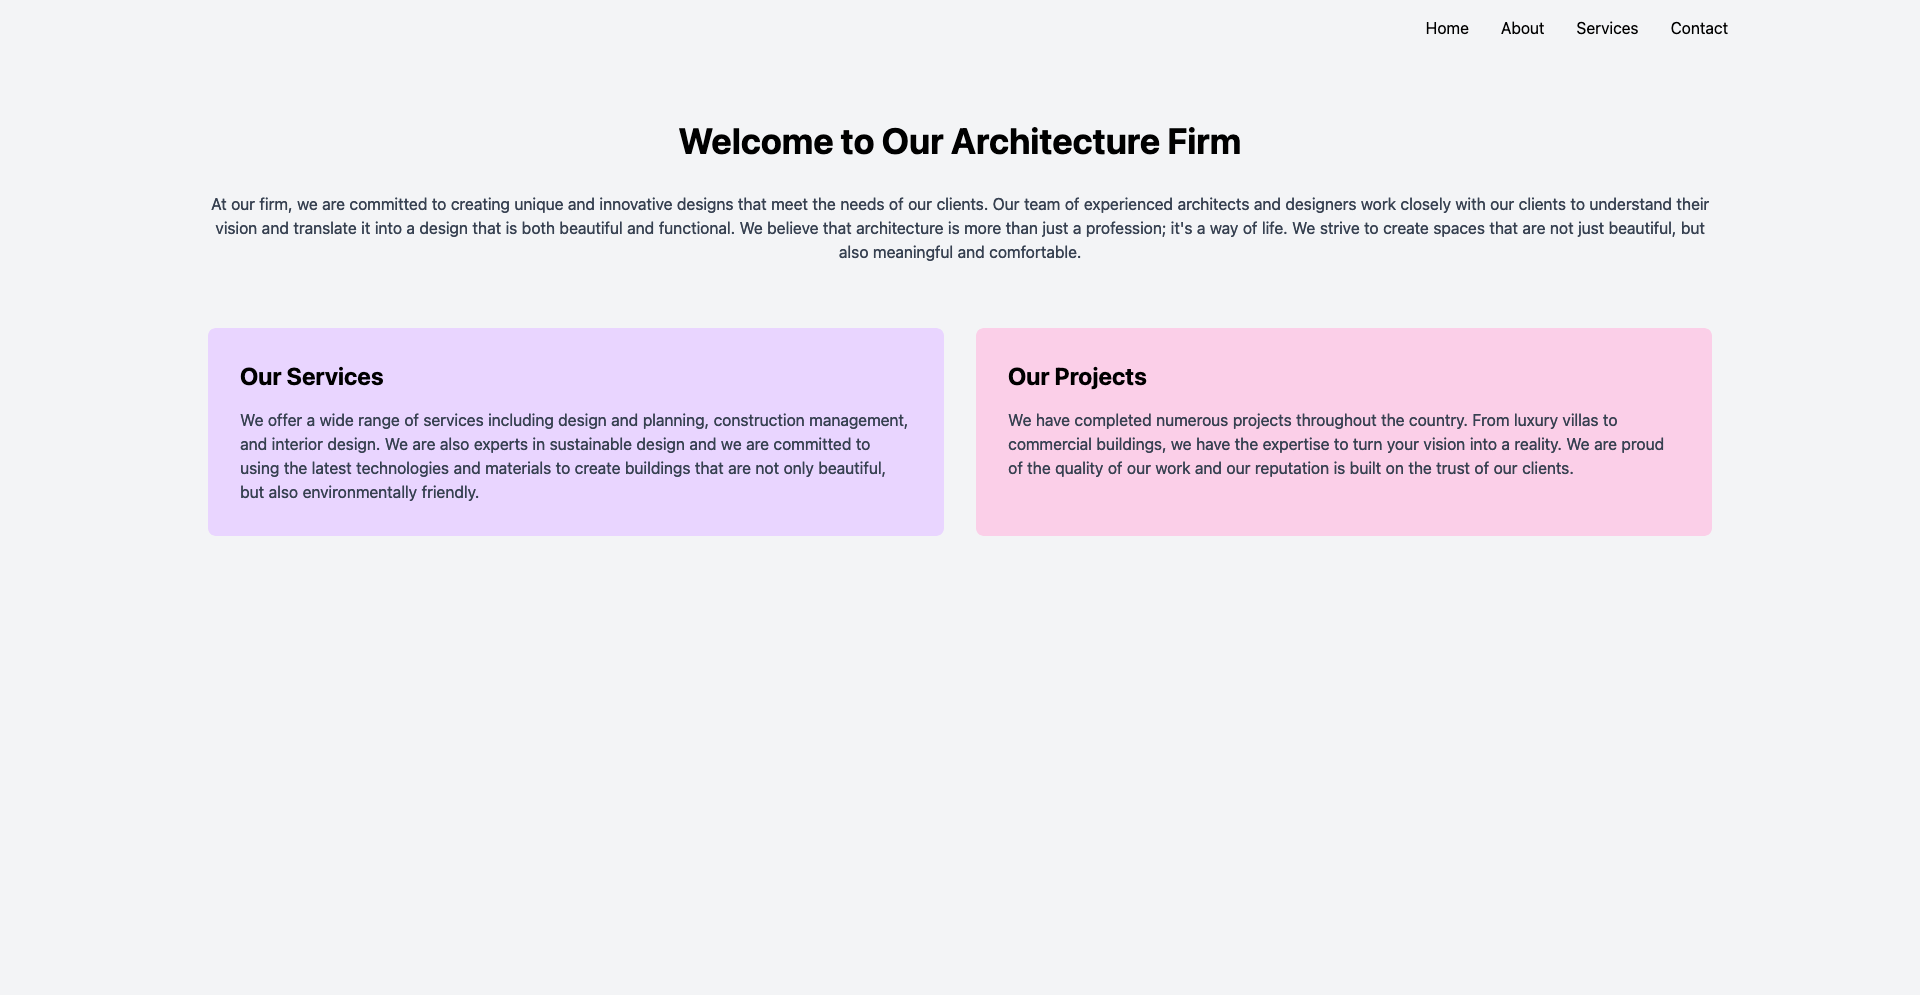 Home About Services Contact
Welcome to Our Architecture Firm
At our firm, we are committed to creating unique and innovative designs that meet the needs of our clients. Our team of experienced architects and designers work closely with our clients to understand their
vision and translate it into a design that is both beautiful and functional. We believe that architecture is more than just a profession; it's a way of life. We strive to create spaces that are not just beautiful, but
also meaningful and comfortable.
Our Services
We offer a wide range of services including design and planning, construction management,
and interior design. We are also experts in sustainable design and we are committed to
using the latest technologies and materials to create buildings that are not only beautiful,
but also environmentally friendly.
Our Projects
We have completed numerous projects throughout the country. From luxury villas to
commercial buildings, we have the expertise to turn your vision into a reality. We are proud
of the quality of our work and our reputation is built on the trust of our clients.